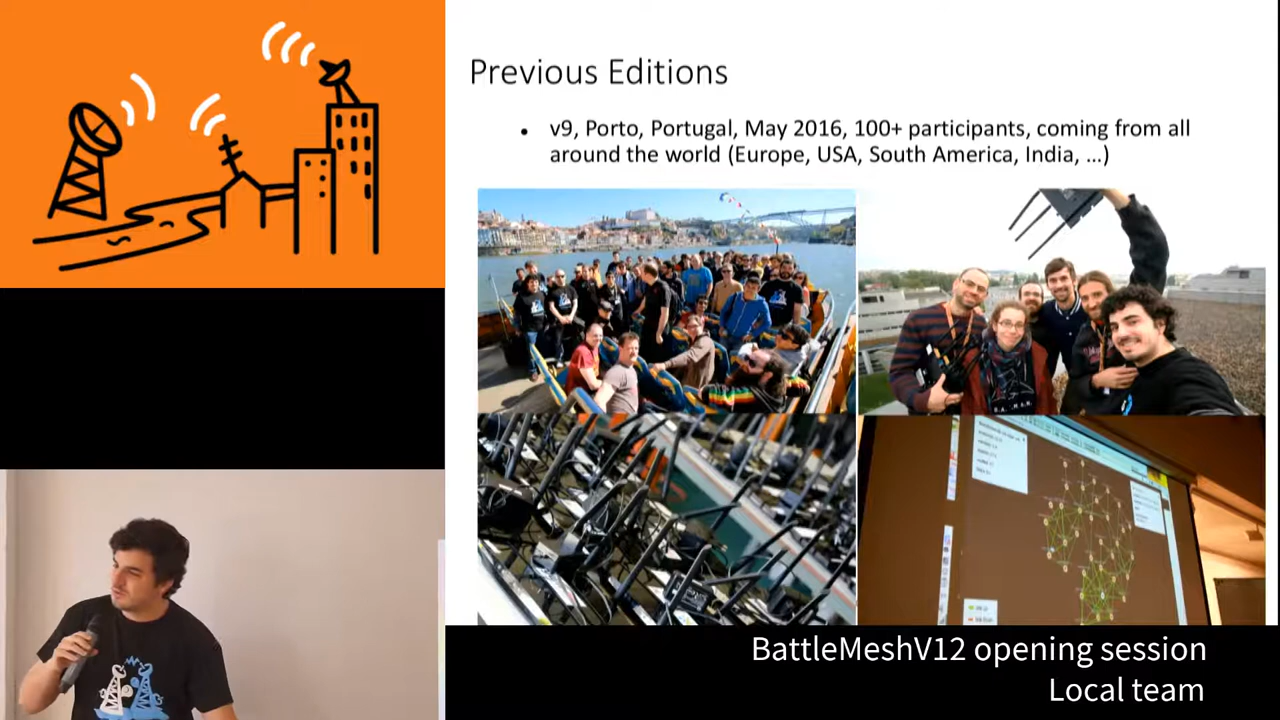 Previous Editions
• v9, Porto, Portugal, May 2016, 100+ participants, coming from all
around the world (Europe, USA, South America, India, ...)
BattleMeshV12 opening session
Local team